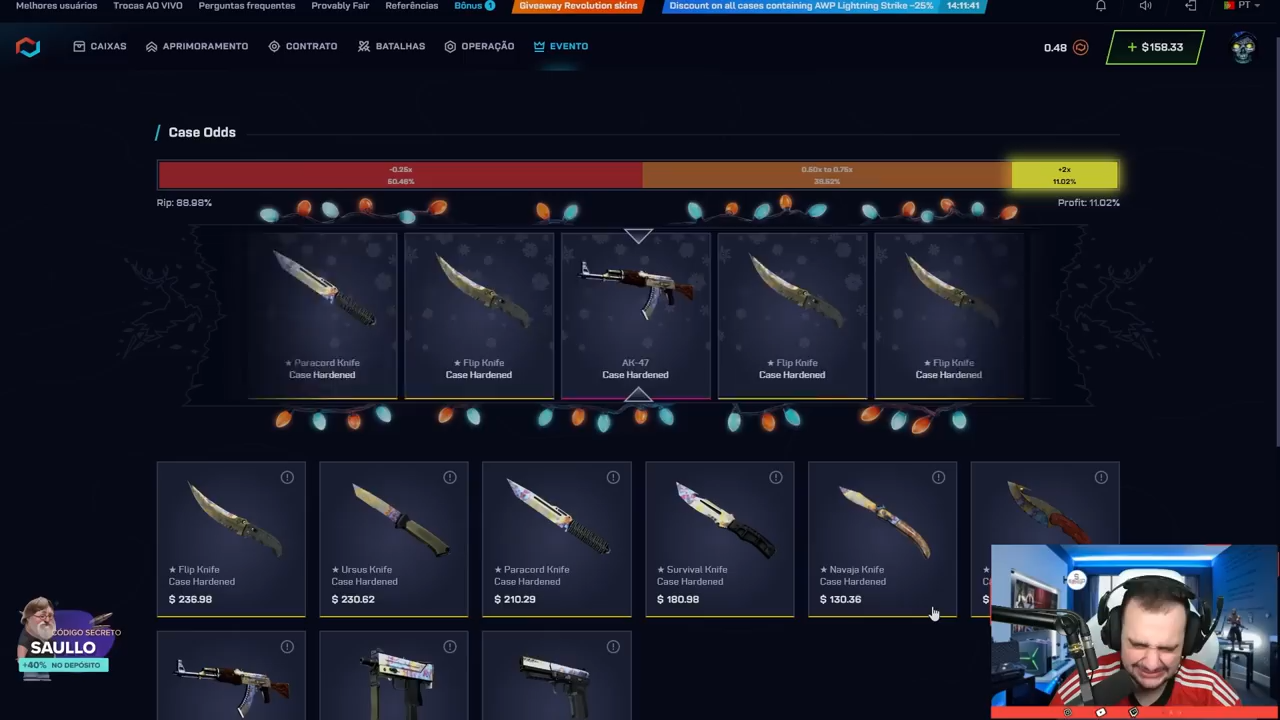 Melhores usuários Trocas AO VIVO Perguntas frequentes Provably Fair Referências Bônus 1 Giveaway Revolution skins Discount on all cases containing AWP Lightning Strike -25% 14:11:41 PT
CAIXAS APRIMORAMENTO CONTRATO BATALHAS OPERAÇÃO EVENTO 0.48 + $158.33
Case Odds
-0.25x 0.50x to 0.75x +2x
50.46% 38.52% 11.02%
Rip: 88.98% Profit: 11.02%
★ Paracord Knife ★ Flip Knife AK-47 ★ Flip Knife ★ Flip Knife
Case Hardened Case Hardened Case Hardened Case Hardened Case Hardened
★ Flip Knife ★ Ursus Knife ★ Paracord Knife ★ Survival Knife ★ Navaja Knife ★
Case Hardened Case Hardened Case Hardened Case Hardened Case Hardened
$ 236.98 $ 230.62 $ 210.29 $ 180.98 $ 130.36 $
CÓDIGO SECRETO
SAULLO
+40% NO DEPÓSITO